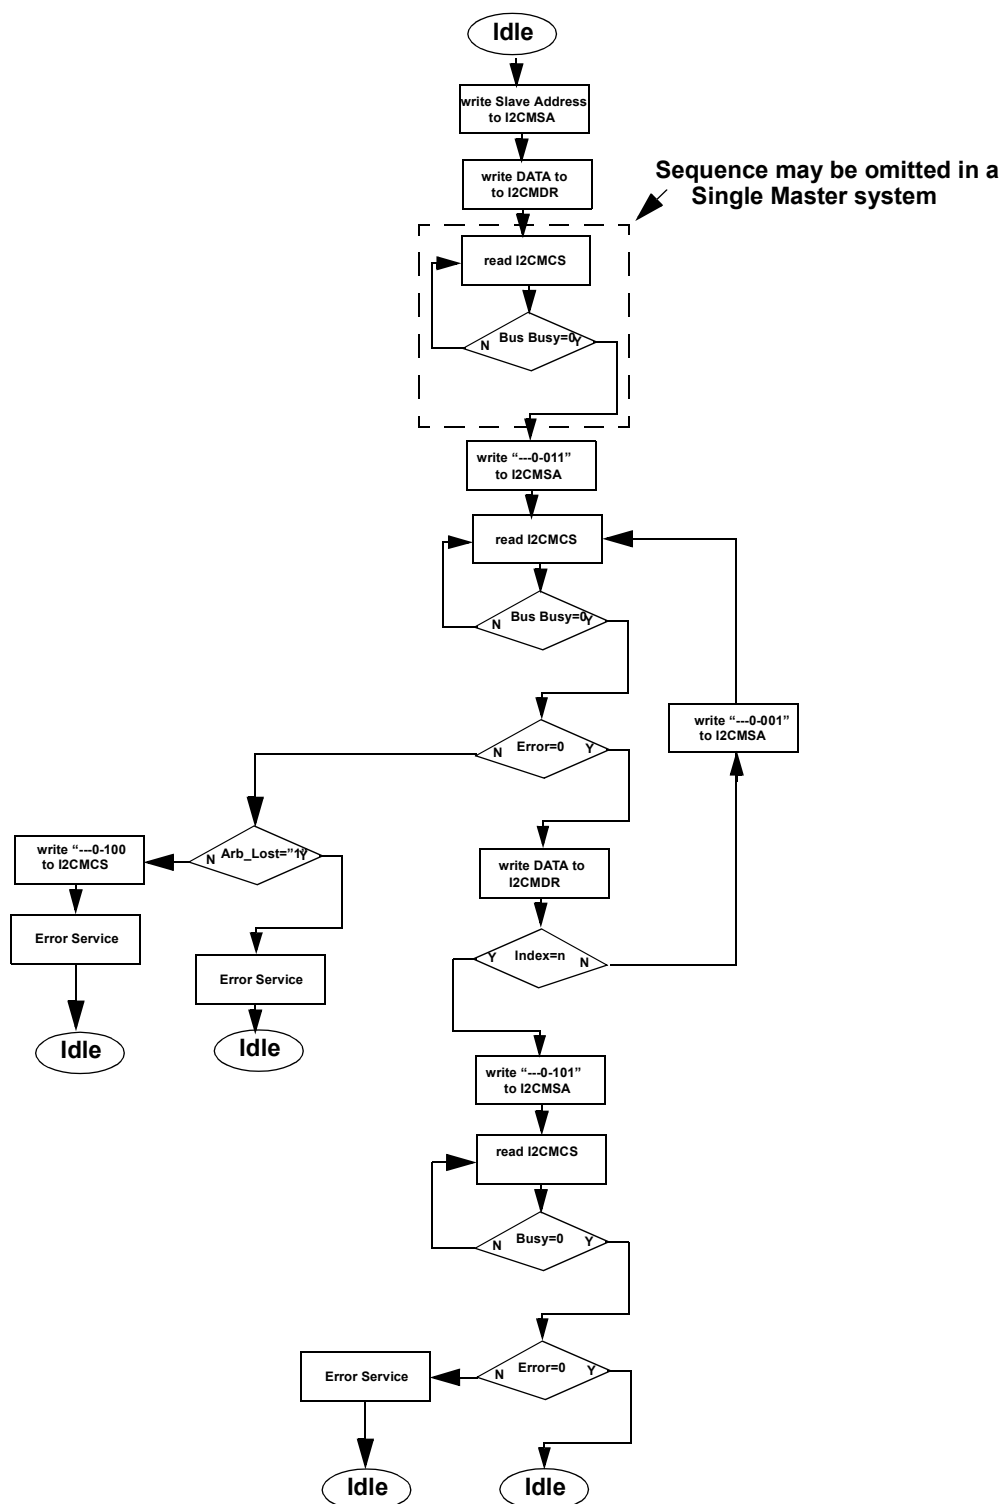 Idle
write Slave Address
to I2CMSA
write DATA to
to I2CMDR
Sequence may be omitted in a
Single Master system
read I2CMCS
Bus Busy=0
N
Y
write “---0-011”
to I2CMSA
read I2CMCS
Bus Busy=0
N
Y
write “---0-001”
to I2CMSA
Error=0
N
Y
Arb_Lost=”1
N
Y
write “---0-100
to I2CMCS
write DATA to
I2CMDR
Error Service
Index=n
Y
N
Error Service
Idle
Idle
write “---0-101”
to I2CMSA
read I2CMCS
Busy=0
N
Y
Error=0
N
Y
Error Service
Idle
Idle